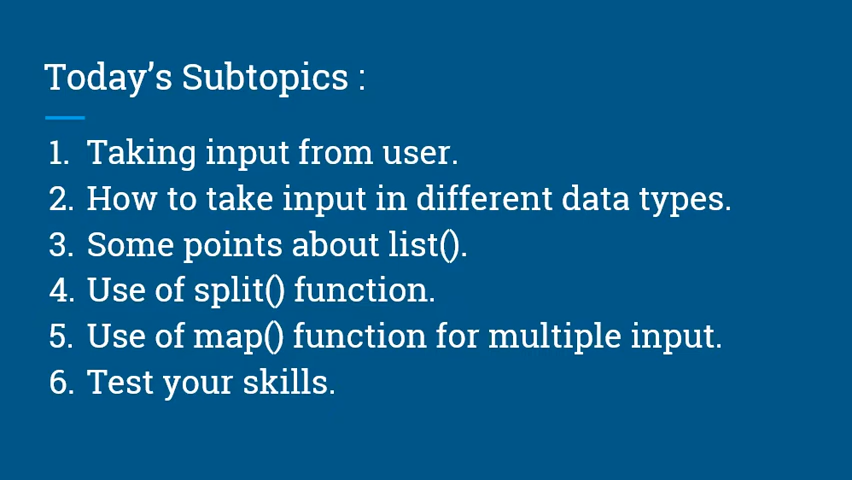 Today's Subtopics :
1. Taking input from user.
2. How to take input in different data types.
3. Some points about list().
4. Use of split() function.
5. Use of map() function for multiple input.
6. Test your skills.